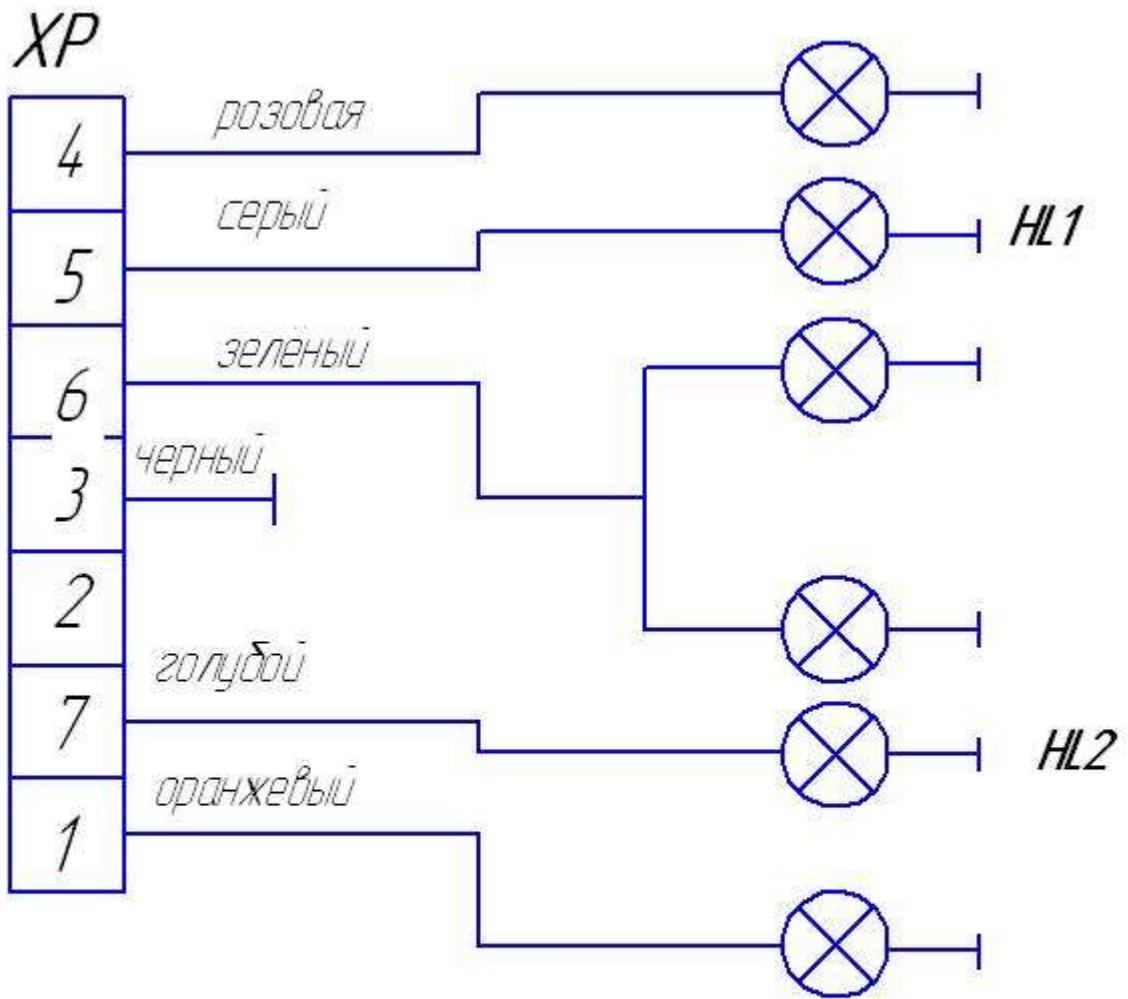 XP
4 розовая
5 серый
HL1
6 зеленый
3 черный
2
7 голубой
HL2
1 оранжевый